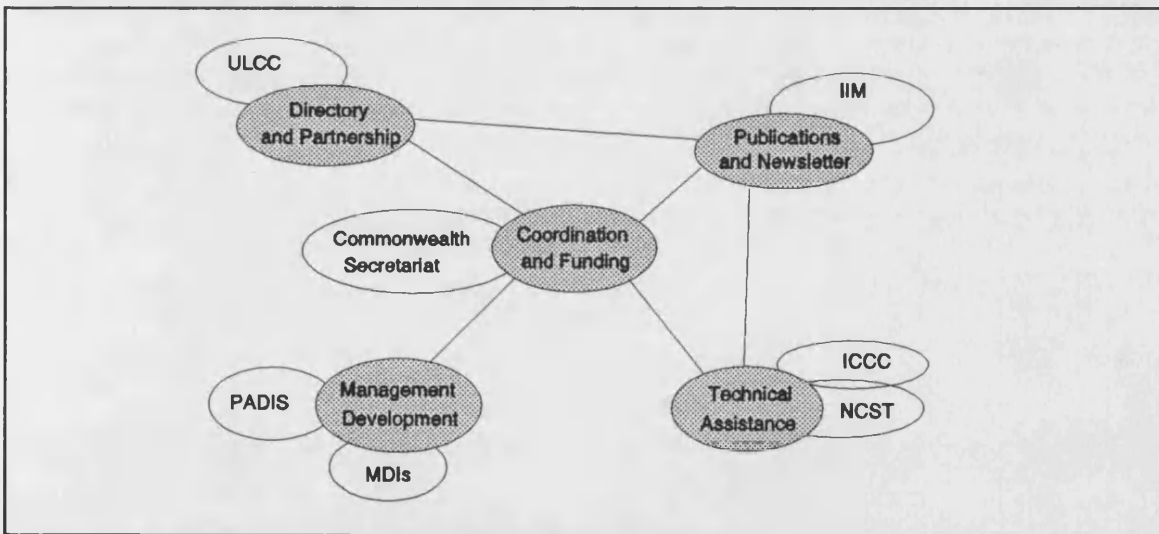 ULCC
Directory
and Partnership
IIM
Publications
and Newsletter
Commonwealth
Secretariat
Coordination
and Funding
PADIS
Management
Development
MDIs
Technical
Assistance
ICCC
NCST